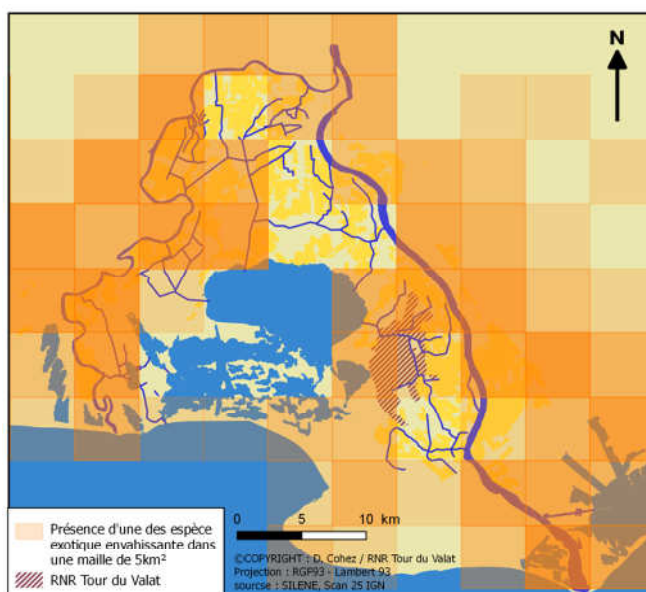 N
Présence d'une des espèce
exotique envahissante dans
une maille de 5km²
RNR Tour du Valat
0 5 10 km
©COPYRIGHT : D. Cohez / RNR Tour du Valat
Projection : RGP93 - Lambert 93
sourcse : SILENE, Scan 25 IGN